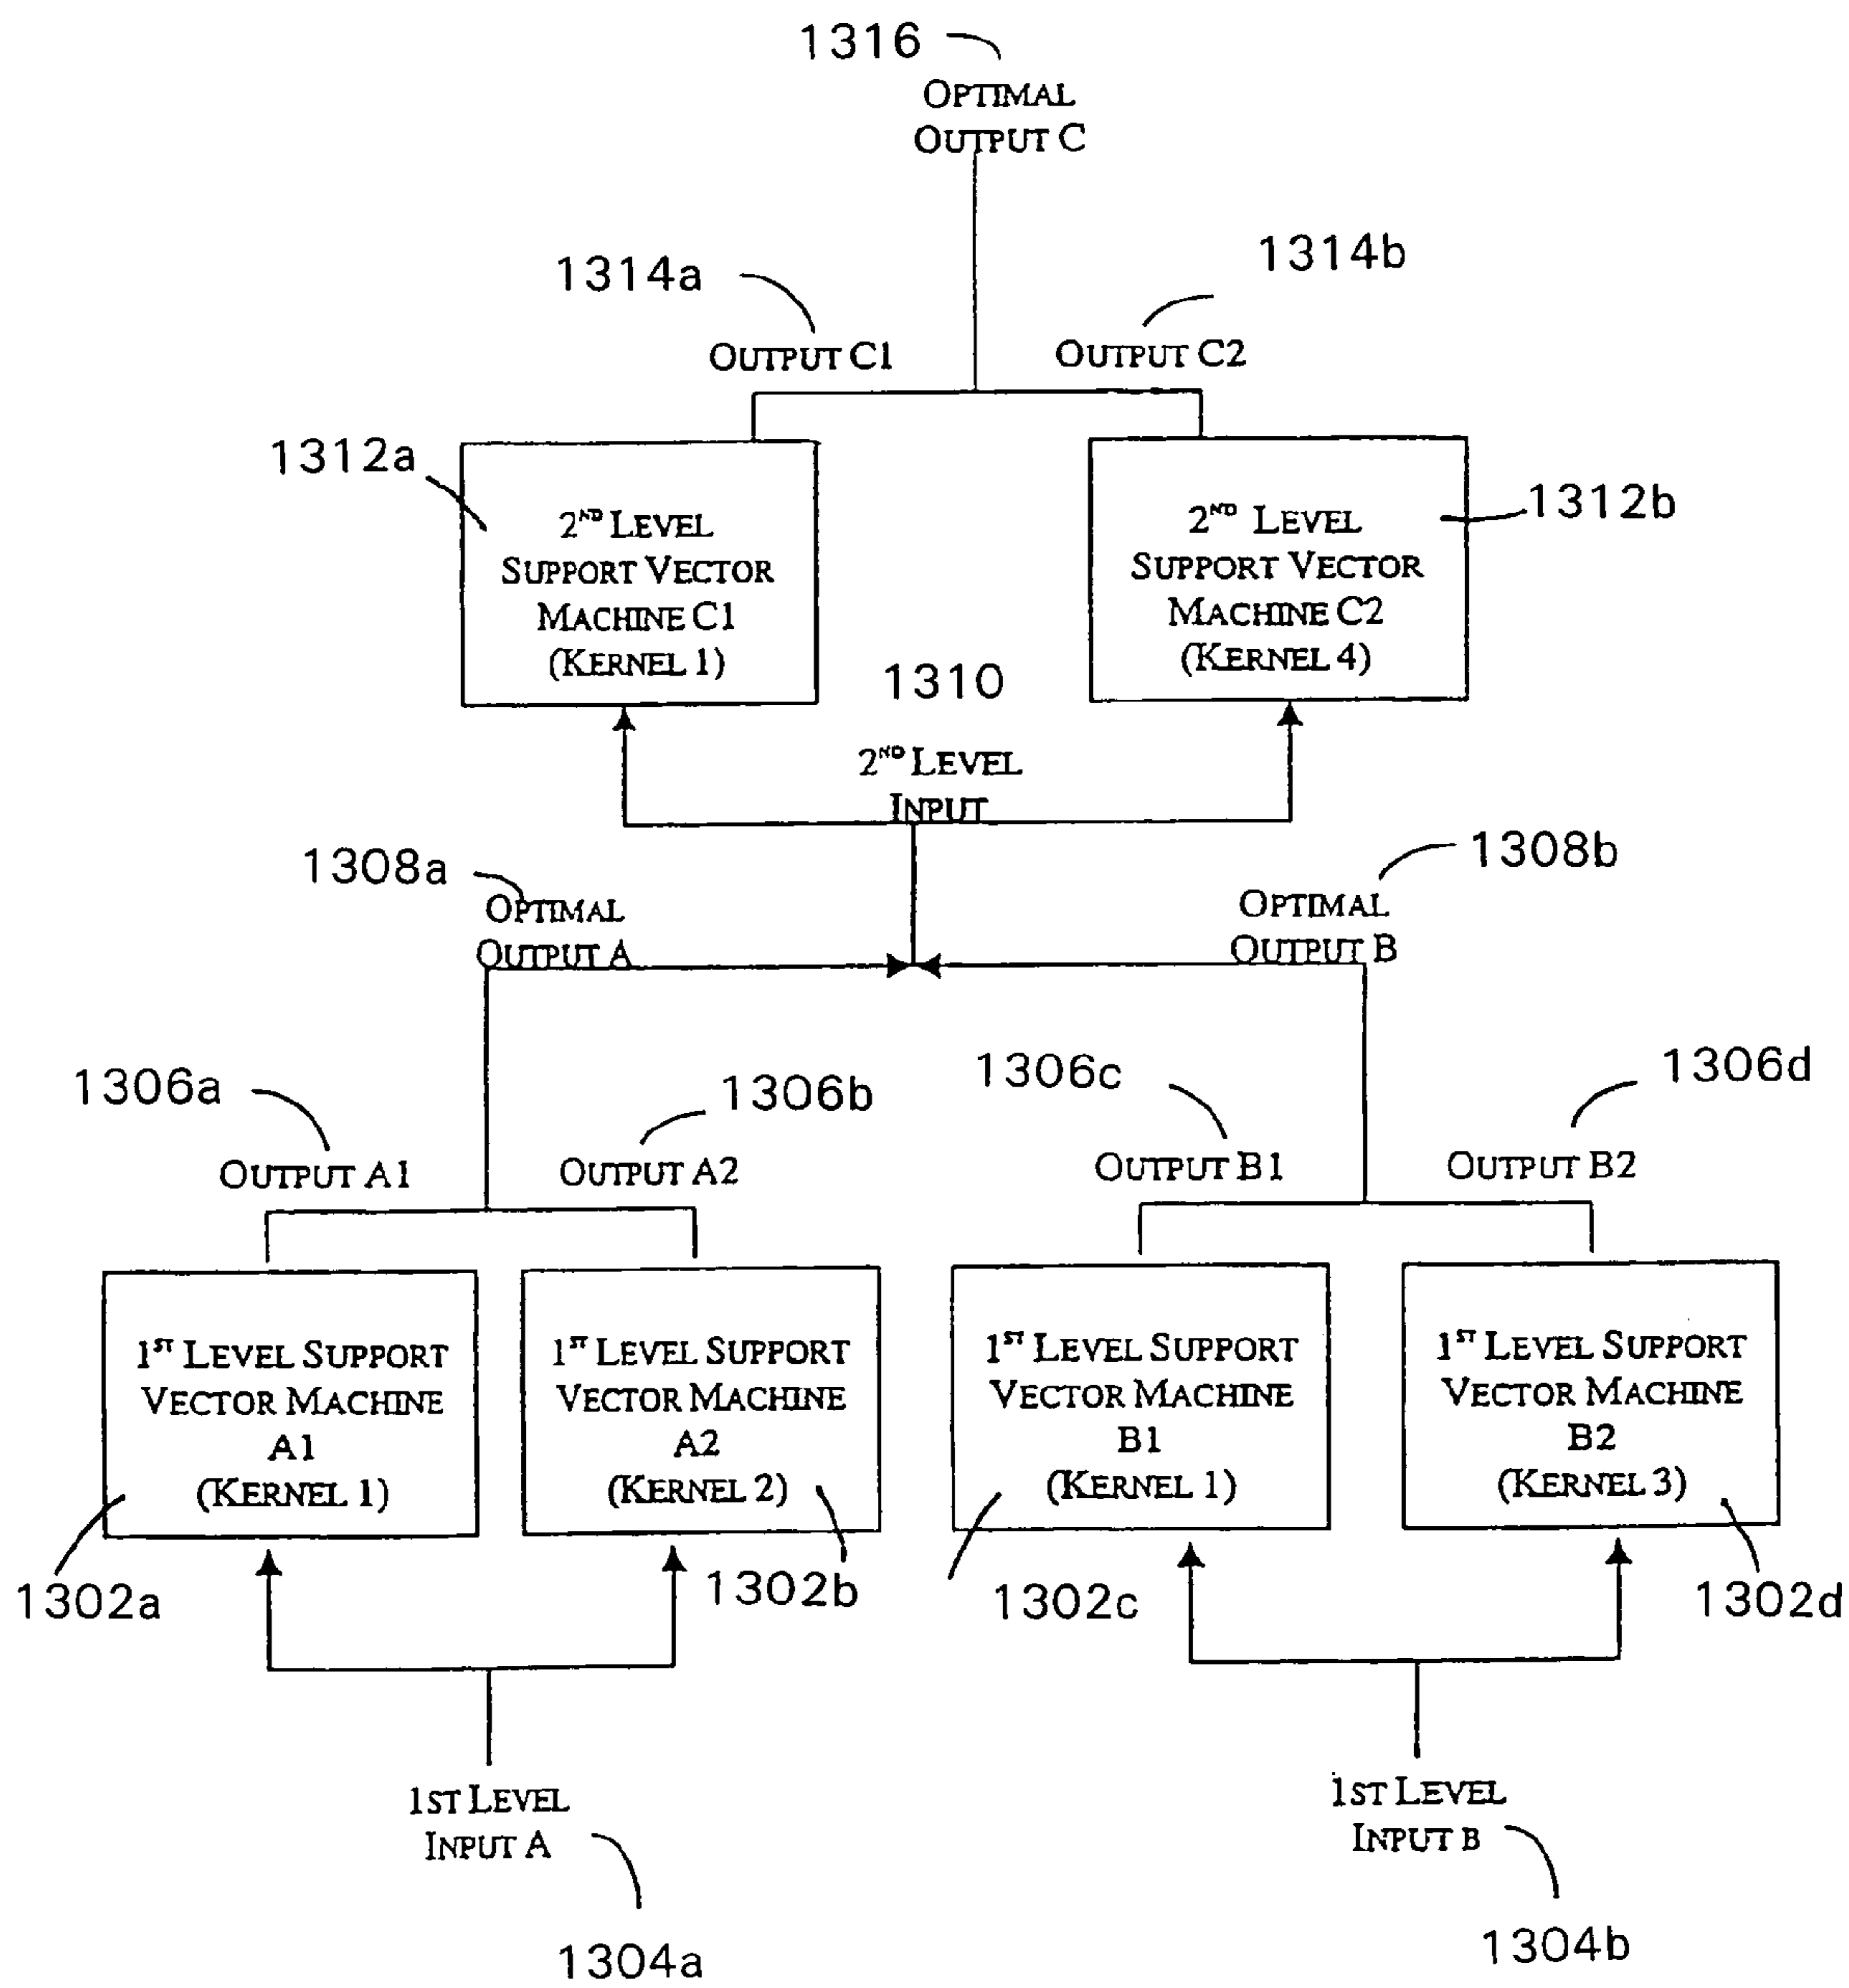 1316
OPTIMAL
OUTPUT C
1314a
1314b
OUTPUT C1
OUTPUT C2
1312a
2ND LEVEL
SUPPORT VECTOR
MACHINE C1
(KERNEL 1)
2ND LEVEL
SUPPORT VECTOR
MACHINE C2
(KERNEL 4)
1312b
1310
2ND LEVEL
INPUT
1308a
OPTIMAL
OUTPUT A
1308b
OPTIMAL
OUTPUT B
1306a
1306b
1306c
1306d
OUTPUT A1
OUTPUT A2
OUTPUT B1
OUTPUT B2
1ST LEVEL SUPPORT
VECTOR MACHINE
A1
(KERNEL 1)
1ST LEVEL SUPPORT
VECTOR MACHINE
A2
(KERNEL 2)
1ST LEVEL SUPPORT
VECTOR MACHINE
B1
(KERNEL 1)
1ST LEVEL SUPPORT
VECTOR MACHINE
B2
(KERNEL 3)
1302a
1302b
1302c
1302d
1ST LEVEL
INPUT A
1ST LEVEL
INPUT B
1304a
1304b